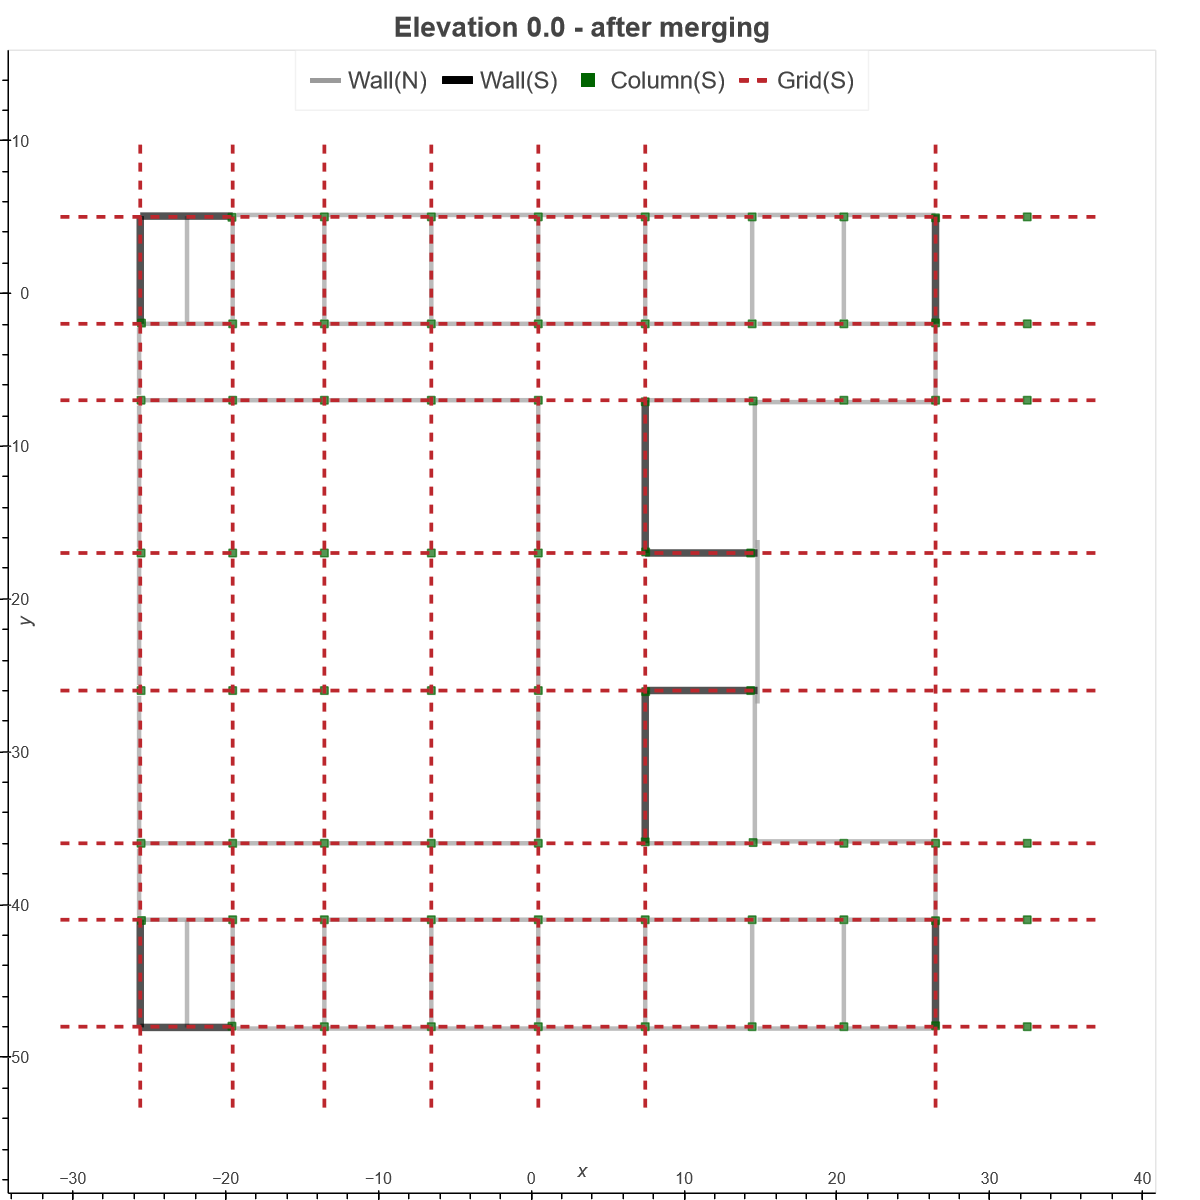 Elevation 0.0 - after merging
Wall(N) Wall(S) Column(S) Grid(S)
10
0
−10
−20
y
−30
−40
−50
x
−30 −20 −10 0 10 20 30 40